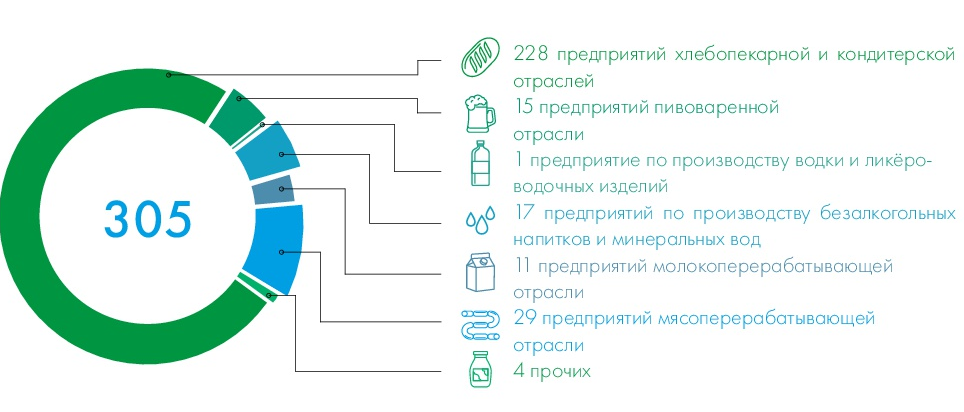 305
228 предприятий хлебопекарной и кондитерской
отраслей
15 предприятий пивоваренной
отрасли
1 предприятие по производству водки и ликёро-
водочных изделий
17 предприятий по производству безалкогольных
напитков и минеральных вод
11 предприятий молокоперерабатывающей
отрасли
29 предприятий мясоперерабатывающей
отрасли
4 прочих